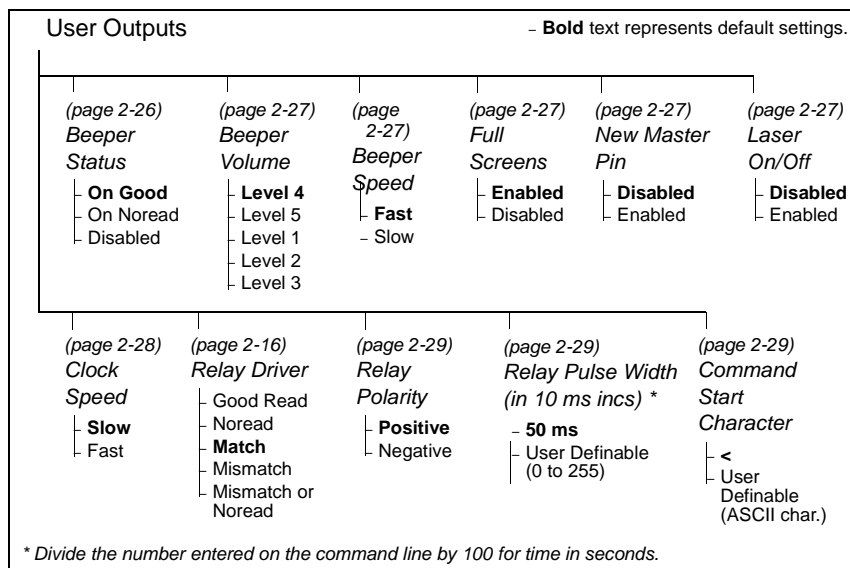 User Outputs
– Bold text represents default settings.
(page 2-26)
Beeper
Status
On Good
On Noread
Disabled
(page 2-27)
Beeper
Volume
Level 4
Level 5
Level 1
Level 2
Level 3
(page
2-27)
Beeper
Speed
Fast
Slow
(page 2-27)
Full
Screens
Enabled
Disabled
(page 2-27)
New Master
Pin
Disabled
Enabled
(page 2-27)
Laser
On/Off
Disabled
Enabled
(page 2-28)
Clock
Speed
Slow
Fast
(page 2-16)
Relay Driver
Good Read
Noread
Match
Mismatch
Mismatch or
Noread
(page 2-29)
Relay
Polarity
Positive
Negative
(page 2-29)
Relay Pulse Width
(in 10 ms incs) *
50 ms
User Definable
(0 to 255)
(page 2-29)
Command
Start
Character
<
User
Definable
(ASCII char.)
* Divide the number entered on the command line by 100 for time in seconds.